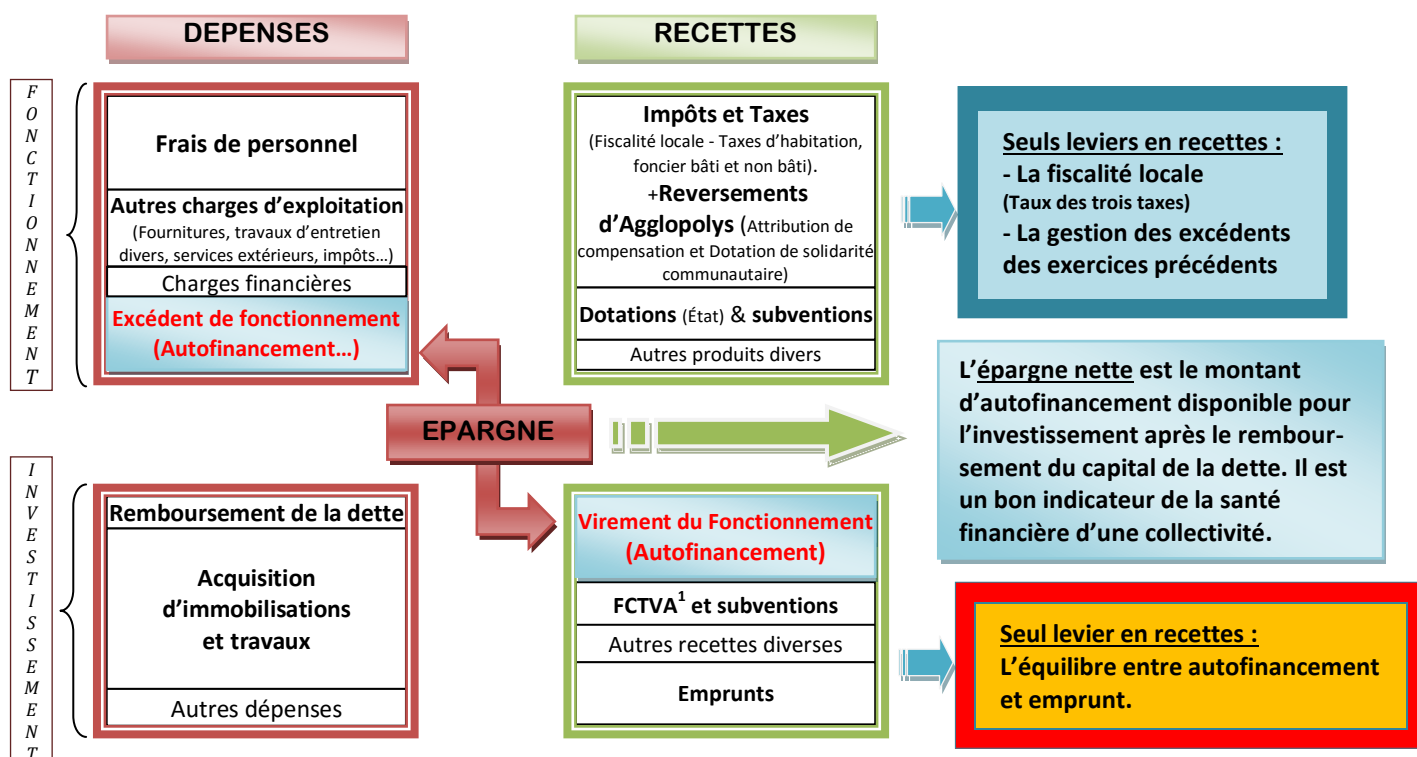 DEPENSES
RECETTES
FONCTIONNEMENT
Frais de personnel
Autres charges d’exploitation
(Fournitures, travaux d’entretien
divers, services extérieurs, impôts…)
Charges financières
Excédent de fonctionnement
(Autofinancement…)
Impôts et Taxes
(Fiscalité locale - Taxes d’habitation,
foncier bâti et non bâti).
+Reversements
d’Agglopolys (Attribution de
compensation et Dotation de solidarité
communautaire)
Dotations (État) & subventions
Autres produits divers
Seuls leviers en recettes :
- La fiscalité locale
(Taux des trois taxes)
- La gestion des excédents
des exercices précédents
EPARGNE
L’épargne nette est le montant
d’autofinancement disponible pour
l’investissement après le rembour-
sement du capital de la dette. Il est
un bon indicateur de la santé
financière d’une collectivité.
INVESTISSEMENT
Remboursement de la dette
Acquisition
d’immobilisations
et travaux
Autres dépenses
Virement du Fonctionnement
(Autofinancement)
FCTVA¹ et subventions
Autres recettes diverses
Emprunts
Seul levier en recettes :
L’équilibre entre autofinancement
et emprunt.